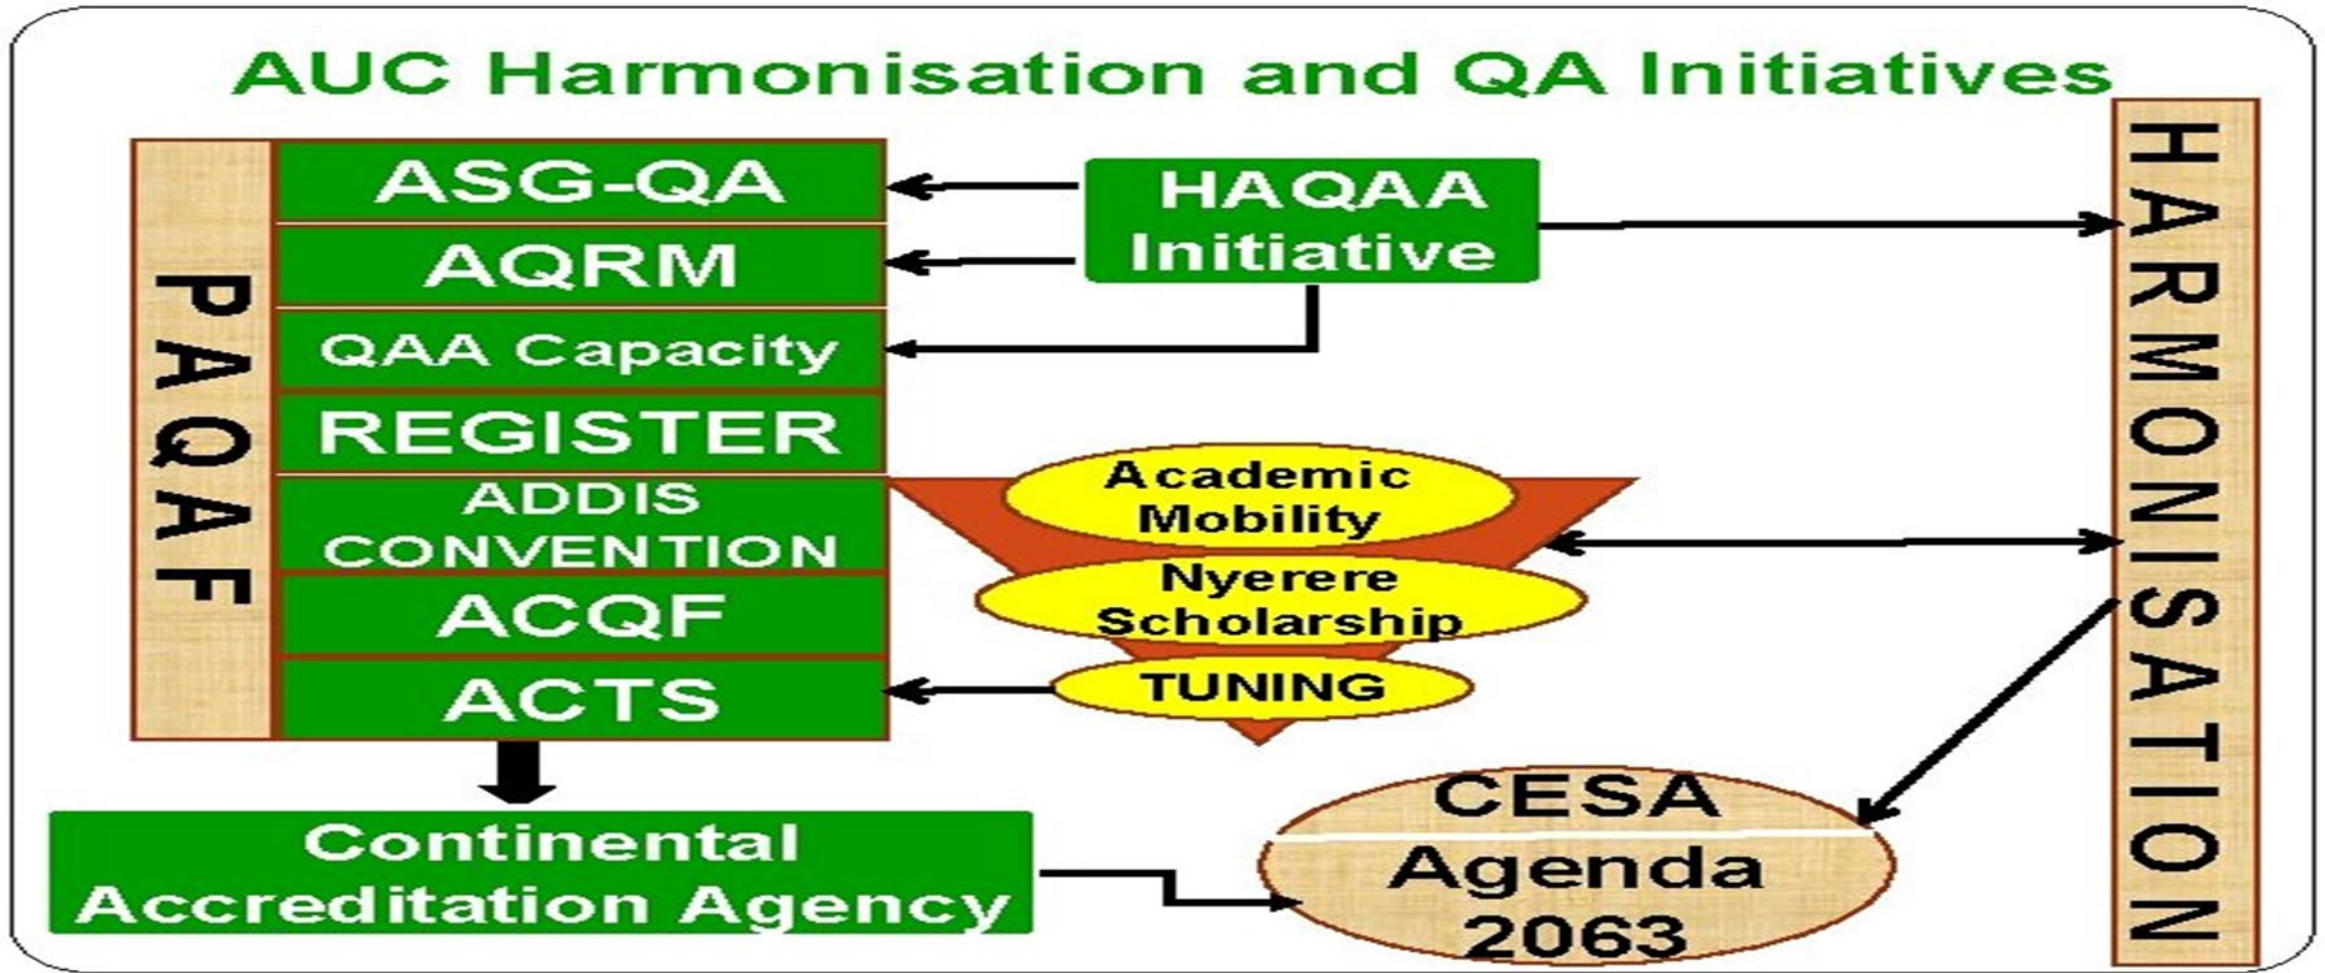 AUC Harmonisation and QA Initiatives
PAQAF
ASG-QA
AQRM
QAA Capacity
REGISTER
ADDIS
CONVENTION
ACQF
ACTS
HAQAA
Initiative
Academic
Mobility
Nyerere
Scholarship
TUNING
HARMONISATION
Continental
Accreditation Agency
CESA
Agenda
2063